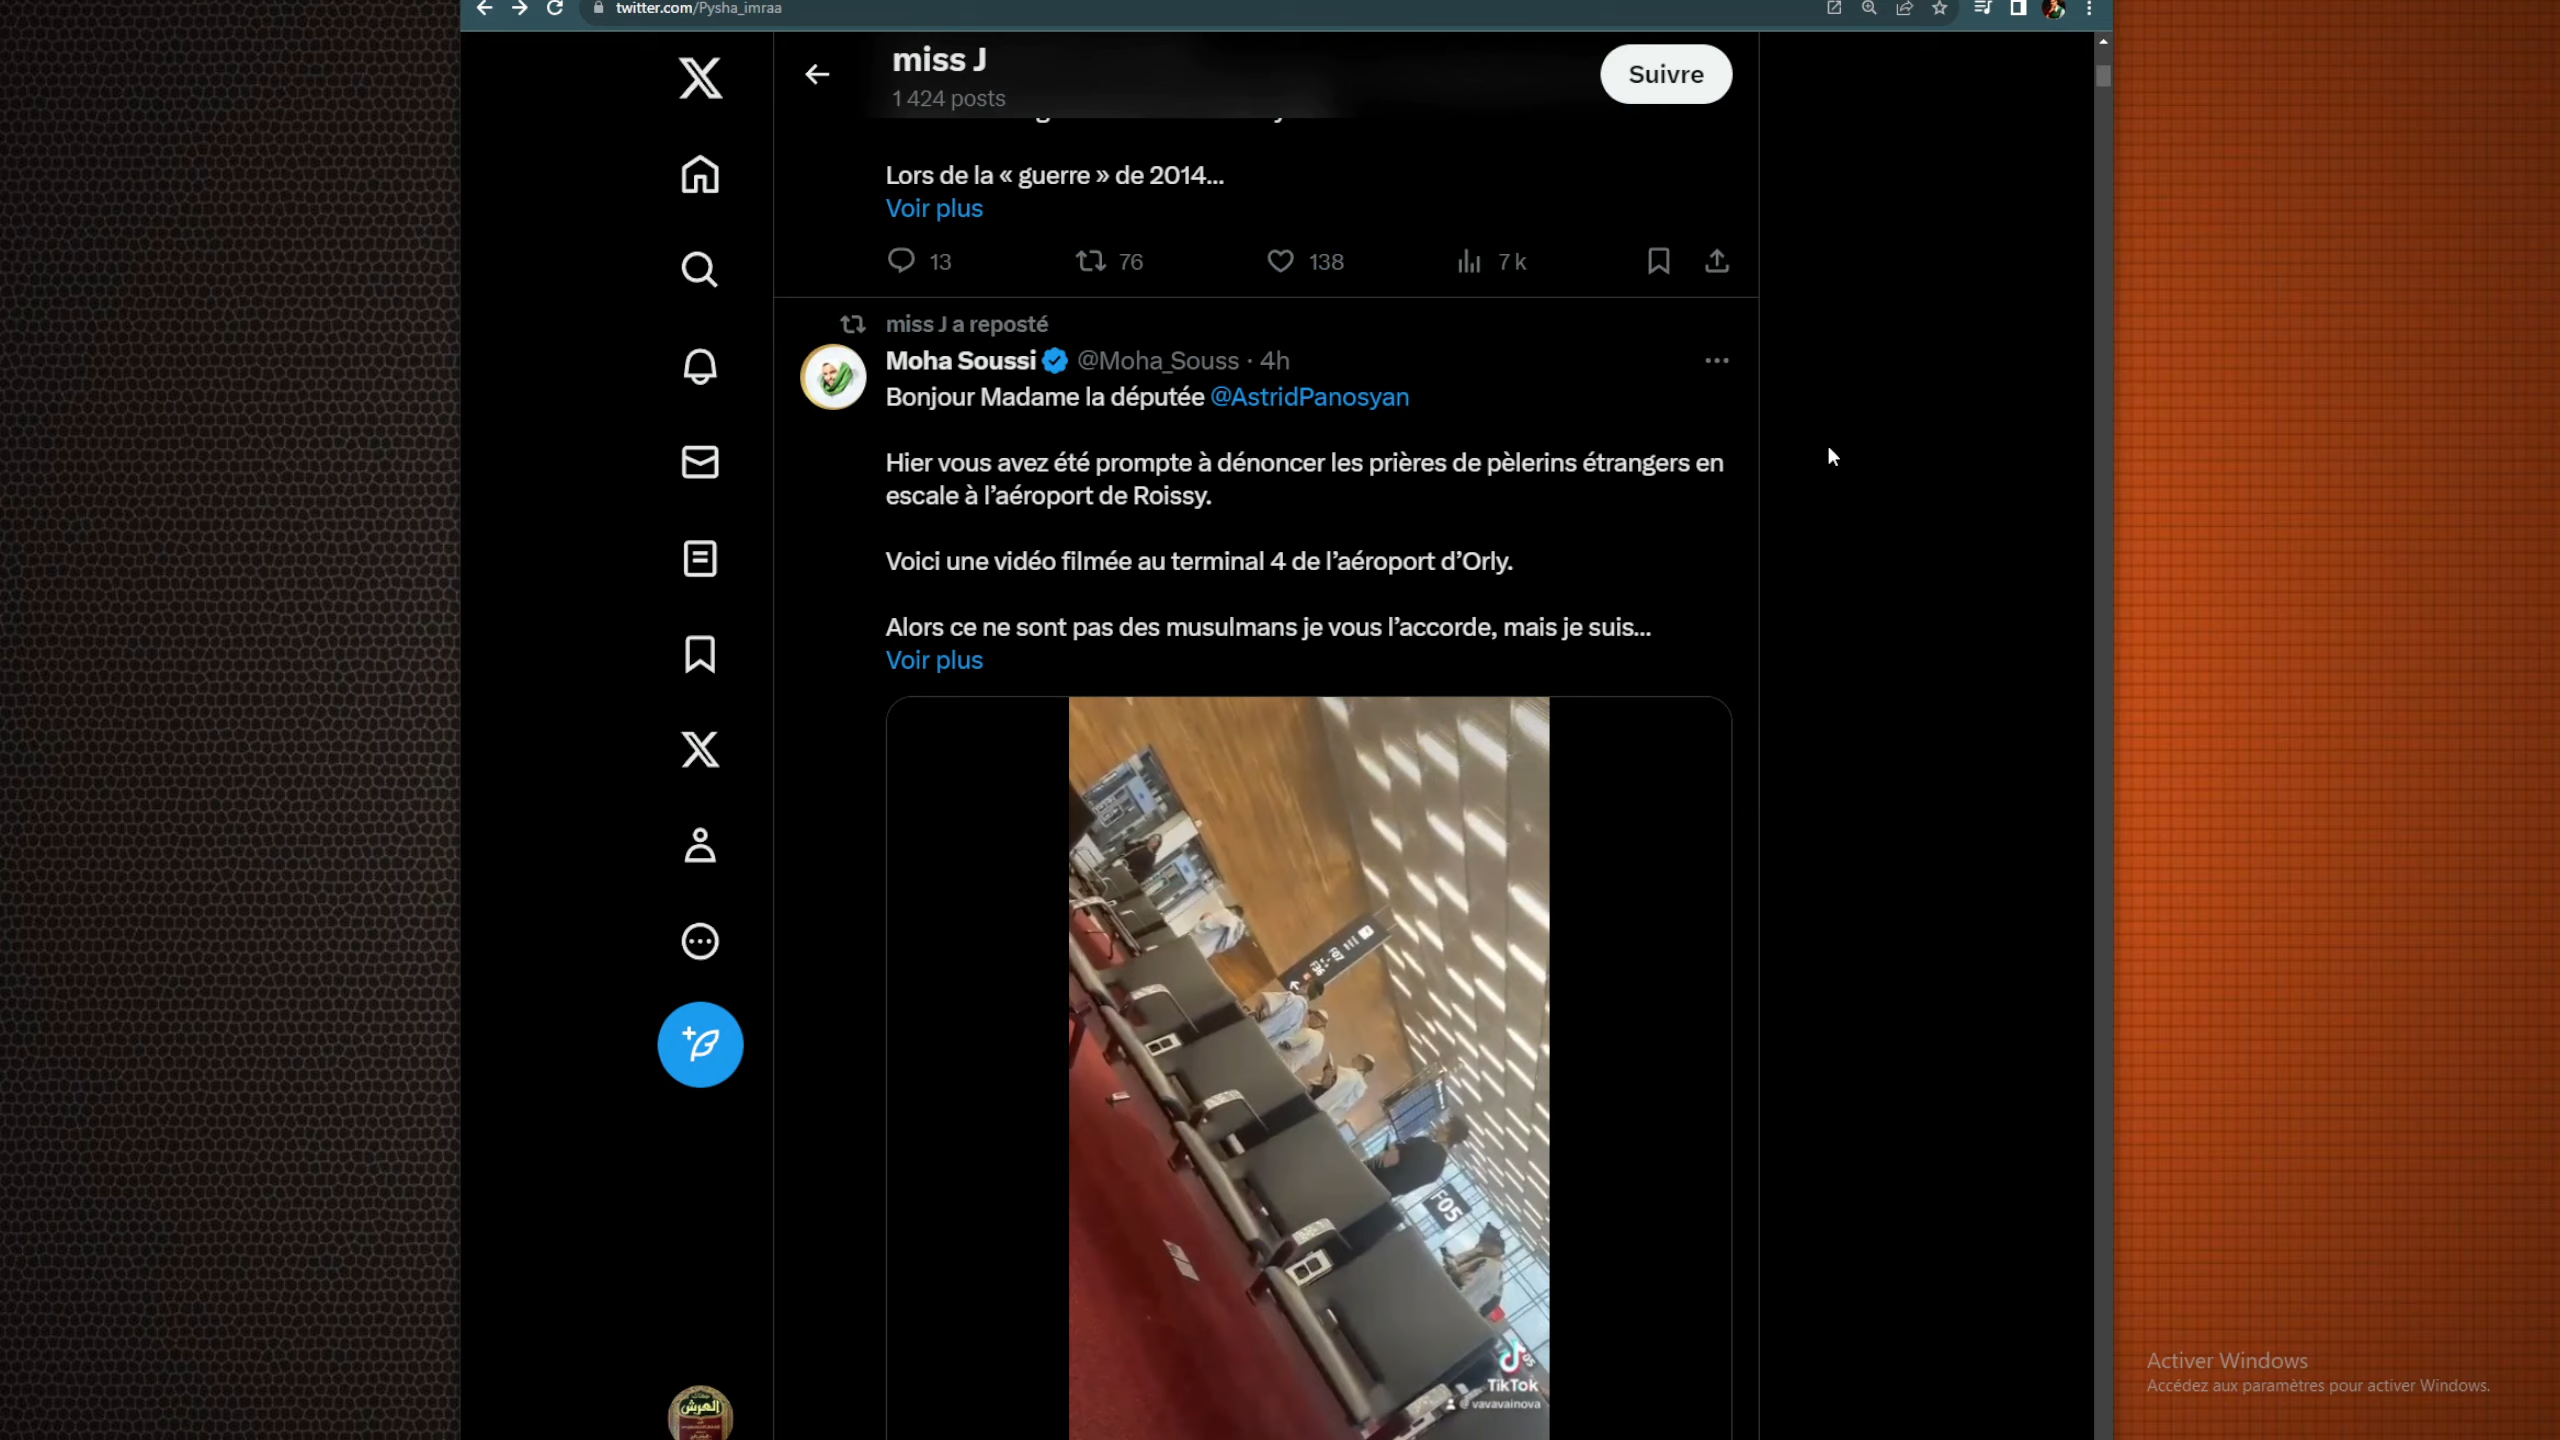 twitter.com/Pysha_imraa
miss J
1 424 posts
Suivre
Lors de la « guerre » de 2014...
Voir plus
13
76
138
7 k
miss J a reposté
Moha Soussi @Moha_Souss · 4h
Bonjour Madame la députée @AstridPanosyan
Hier vous avez été prompte à dénoncer les prières de pèlerins étrangers en
escale à l'aéroport de Roissy.
Voici une vidéo filmée au terminal 4 de l'aéroport d'Orly.
Alors ce ne sont pas des musulmans je vous l'accorde, mais je suis...
Voir plus
F05
TikTok
@vavavainova
العرش
Activer Windows
Accédez aux paramètres pour activer Windows.